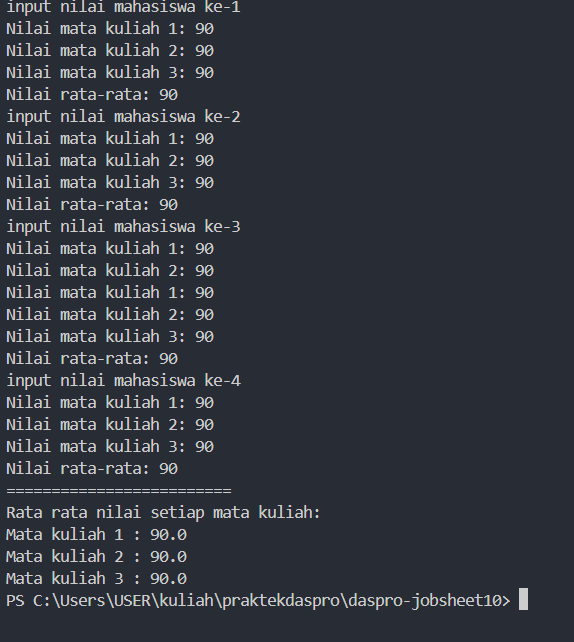 input nilai mahasiswa ke-1
Nilai mata kuliah 1: 90
Nilai mata kuliah 2: 90
Nilai mata kuliah 3: 90
Nilai rata-rata: 90
input nilai mahasiswa ke-2
Nilai mata kuliah 1: 90
Nilai mata kuliah 2: 90
Nilai mata kuliah 3: 90
Nilai rata-rata: 90
input nilai mahasiswa ke-3
Nilai mata kuliah 1: 90
Nilai mata kuliah 2: 90
Nilai mata kuliah 1: 90
Nilai mata kuliah 2: 90
Nilai mata kuliah 3: 90
Nilai rata-rata: 90
input nilai mahasiswa ke-4
Nilai mata kuliah 1: 90
Nilai mata kuliah 2: 90
Nilai mata kuliah 3: 90
Nilai rata-rata: 90
=========================
Rata rata nilai setiap mata kuliah:
Mata kuliah 1 : 90.0
Mata kuliah 2 : 90.0
Mata kuliah 3 : 90.0
PS C:\Users\USER\kuliah\praktekdaspro\daspro-jobsheet10>